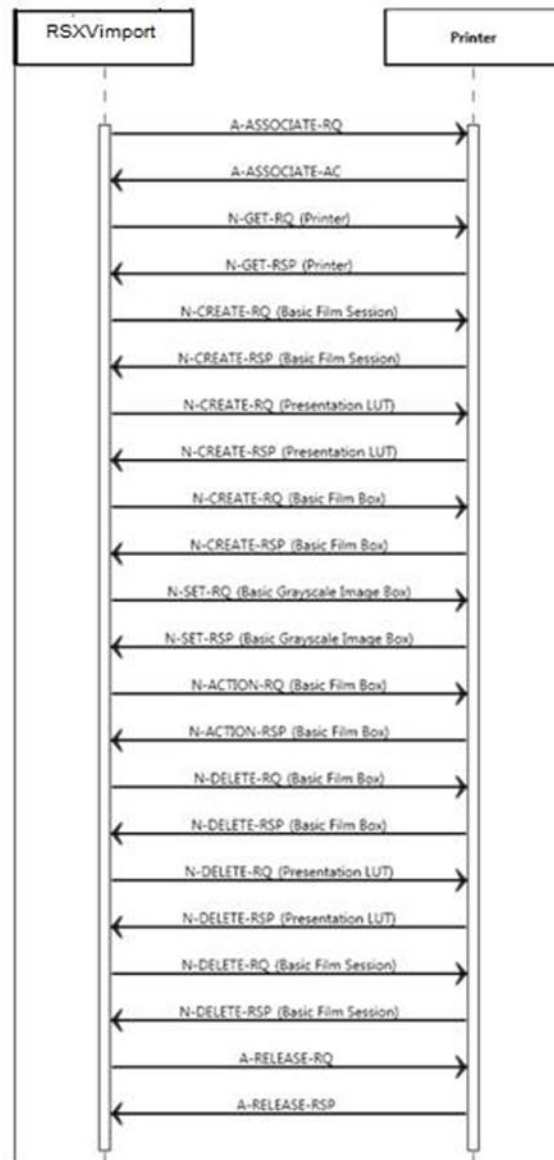 RSXVimport
Printer
A-ASSOCIATE-RQ
A-ASSOCIATE-AC
N-GET-RQ (Printer)
N-GET-RSP (Printer)
N-CREATE-RQ (Basic Film Session)
N-CREATE-RSP (Basic Film Session)
N-CREATE-RQ (Presentation LUT)
N-CREATE-RSP (Presentation LUT)
N-CREATE-RQ (Basic Film Box)
N-CREATE-RSP (Basic Film Box)
N-SET-RQ (Basic Grayscale Image Box)
N-SET-RSP (Basic Grayscale Image Box)
N-ACTION-RQ (Basic Film Box)
N-ACTION-RSP (Basic Film Box)
N-DELETE-RQ (Basic Film Box)
N-DELETE-RSP (Basic Film Box)
N-DELETE-RQ (Presentation LUT)
N-DELETE-RSP (Presentation LUT)
N-DELETE-RQ (Basic Film Session)
N-DELETE-RSP (Basic Film Session)
A-RELEASE-RQ
A-RELEASE-RSP